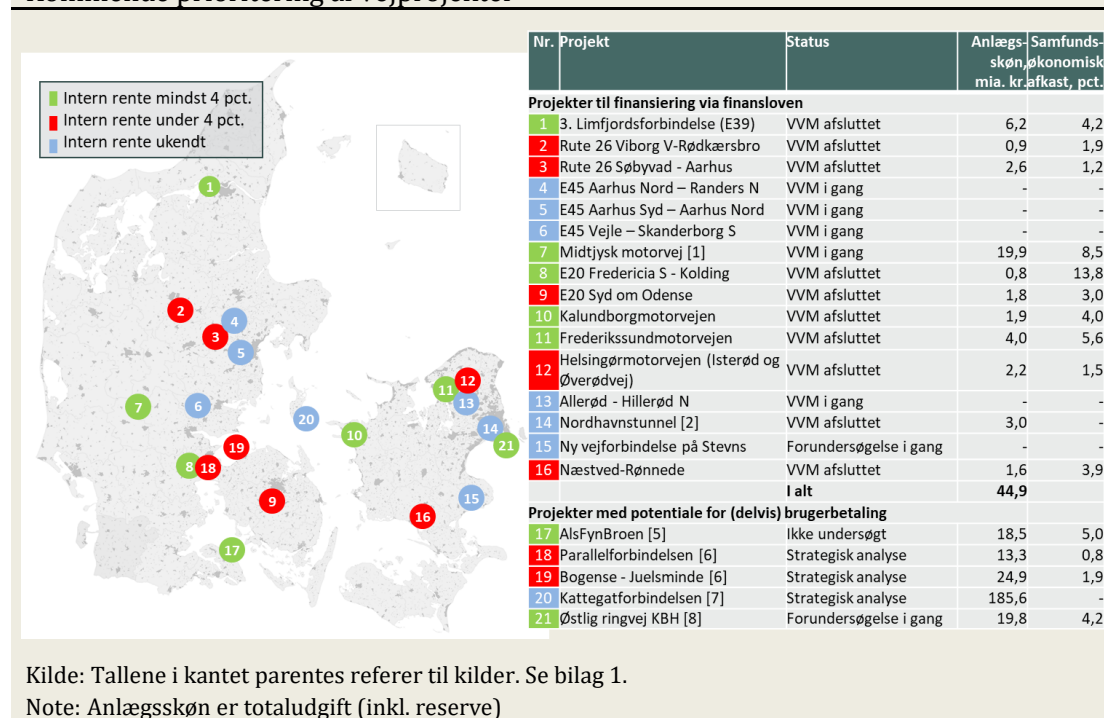 Kommende prioritering af vejprojekter
Intern rente mindst 4 pct.
Intern rente under 4 pct.
Intern rente ukendt
1
2
3
4
5
6
7
8
18
19
20
10
11
12
13
14
21
9
15
16
17
Nr. Projekt Status Anlægs- Samfunds-
skøn, økonomisk
mia. kr. afkast, pct.
Projekter til finansiering via finansloven
1 3. Limfjordsforbindelse (E39) VVM afsluttet 6,2 4,2
2 Rute 26 Viborg V-Rødkærsbro VVM afsluttet 0,9 1,9
3 Rute 26 Søbyvad - Aarhus VVM afsluttet 2,6 1,2
4 E45 Aarhus Nord – Randers N VVM i gang - -
5 E45 Aarhus Syd – Aarhus Nord VVM i gang - -
6 E45 Vejle – Skanderborg S VVM i gang - -
7 Midtjysk motorvej [1] VVM i gang 19,9 8,5
8 E20 Fredericia S - Kolding VVM afsluttet 0,8 13,8
9 E20 Syd om Odense VVM afsluttet 1,8 3,0
10 Kalundborgmotorvejen VVM afsluttet 1,9 4,0
11 Frederikssundmotorvejen VVM afsluttet 4,0 5,6
12 Helsingørmotorvejen (Isterød og
Øverødvej) VVM afsluttet 2,2 1,5
13 Allerød - Hillerød N VVM i gang - -
14 Nordhavnstunnel [2] VVM afsluttet 3,0 -
15 Ny vejforbindelse på Stevns Forundersøgelse i gang - -
16 Næstved-Rønnede VVM afsluttet 1,6 3,9
I alt 44,9
Projekter med potentiale for (delvis) brugerbetaling
17 AlsFynBroen [5] Ikke undersøgt 18,5 5,0
18 Parallelforbindelsen [6] Strategisk analyse 13,3 0,8
19 Bogense - Juelsminde [6] Strategisk analyse 24,9 1,9
20 Kattegatforbindelsen [7] Strategisk analyse 185,6 -
21 Østlig ringvej KBH [8] Forundersøgelse i gang 19,8 4,2
Kilde: Tallene i kantet parentes referer til kilder. Se bilag 1.
Note: Anlægsskøn er totaludgift (inkl. reserve)